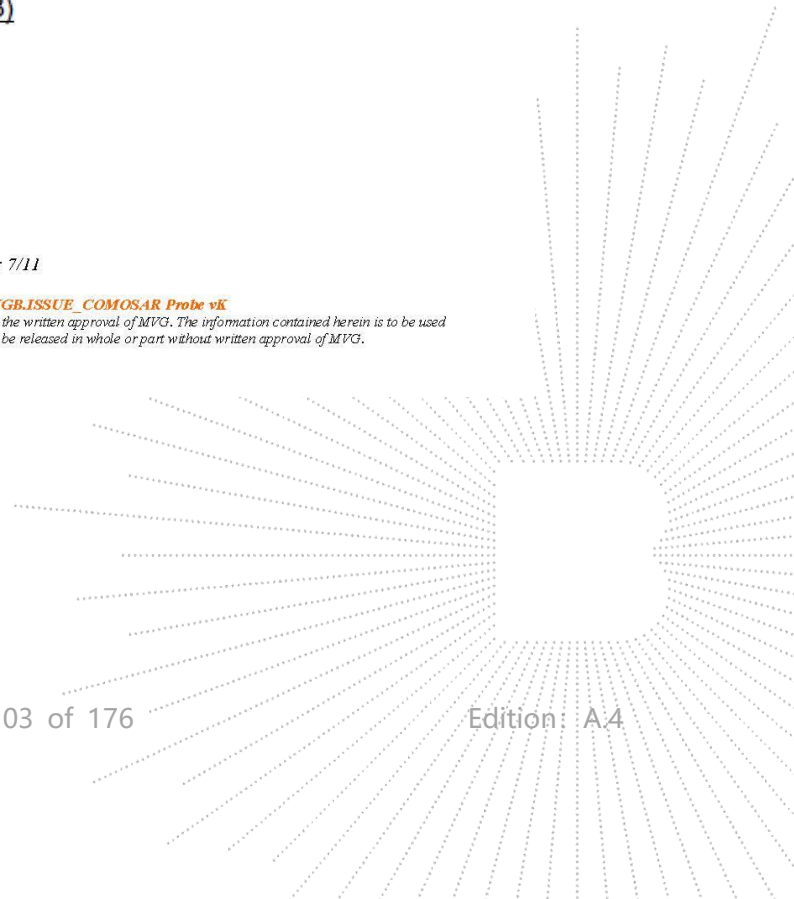 3)
: 7/11
GB.ISSUE_COMOSAR Probe vK
the written approval of MVG. The information contained herein is to be used
be released in whole or part without written approval of MVG.
03 of 176
Edition: A.4